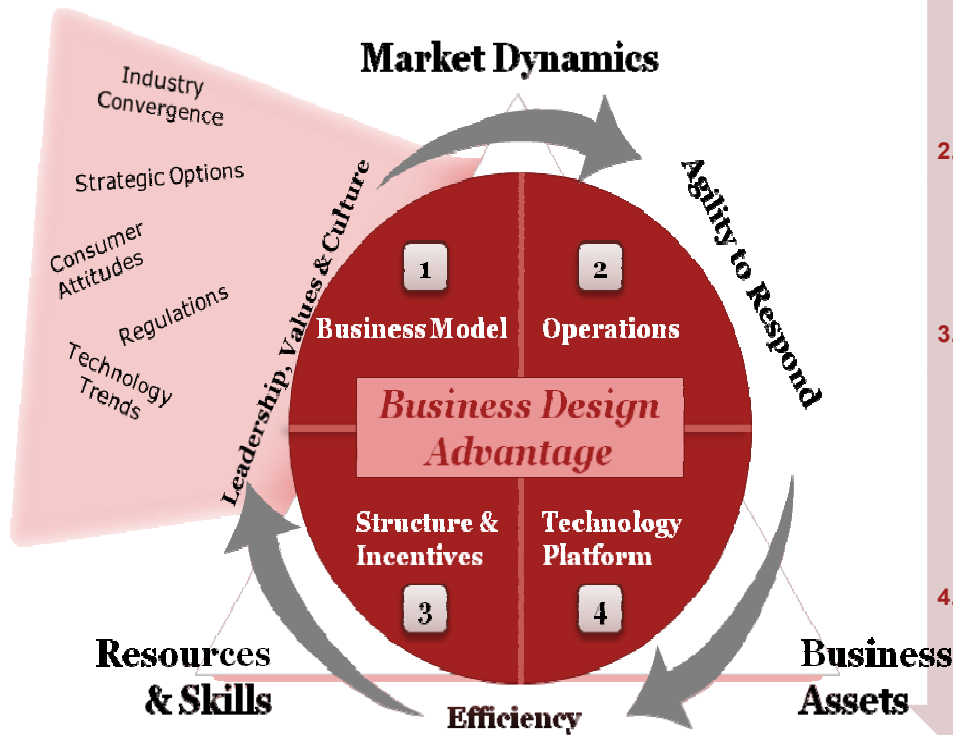 Market Dynamics
Industry
Convergence
Strategic Options
Consumer
Attitudes
Regulations
Technology
Trends
Leadership, Values & Culture
Agility to Respond
1
2
Business Model
Operations
Business Design
Advantage
Structure &
Incentives
Technology
Platform
3
4
Resources
& Skills
Efficiency
Business
Assets
2.
3.
4.